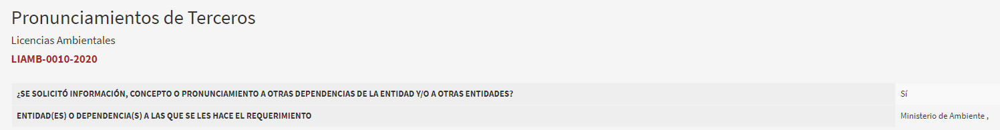 Pronunciamientos de Terceros
Licencias Ambientales
LIAMB-0010-2020
¿SE SOLICITÓ INFORMACIÓN, CONCEPTO O PRONUNCIAMIENTO A OTRAS DEPENDENCIAS DE LA ENTIDAD Y/O A OTRAS ENTIDADES? Sí
ENTIDAD(ES) O DEPENDENCIA(S) A LAS QUE SE LES HACE EL REQUERIMIENTO Ministerio de Ambiente ,